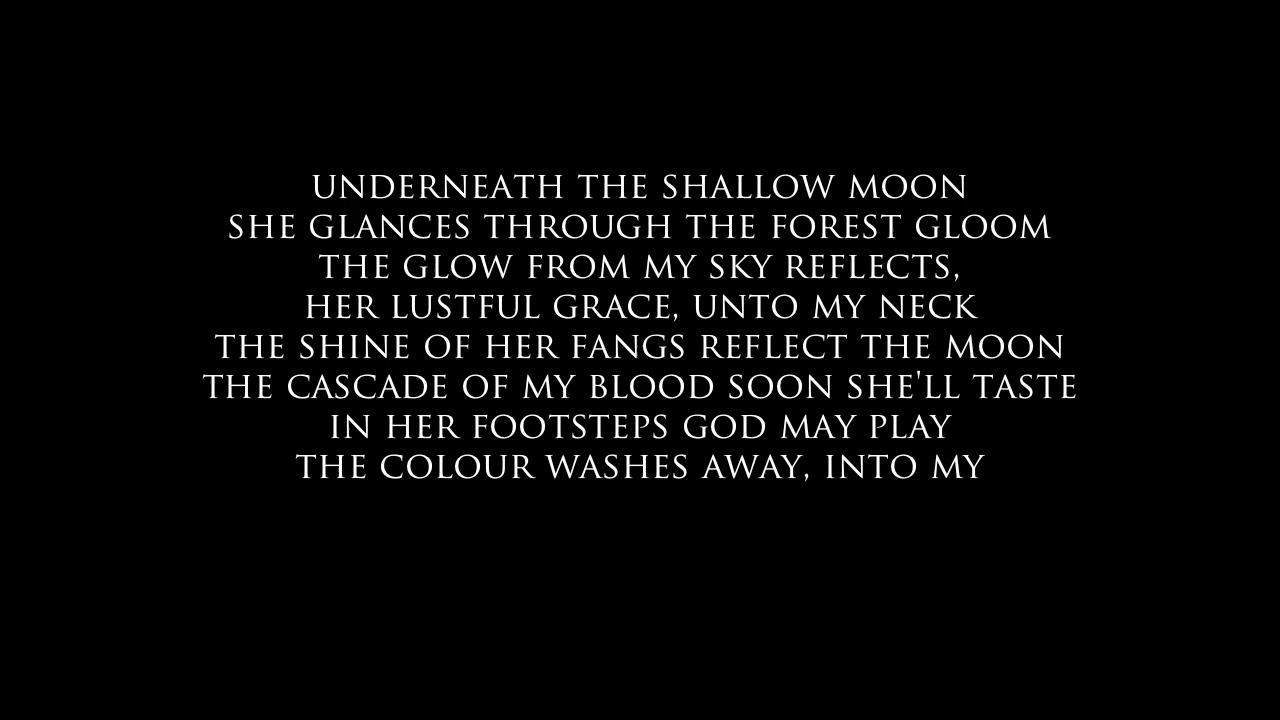 UNDERNEATH THE SHALLOW MOON
SHE GLANCES THROUGH THE FOREST GLOOM
THE GLOW FROM MY SKY REFLECTS,
HER LUSTFUL GRACE, UNTO MY NECK
THE SHINE OF HER FANGS REFLECT THE MOON
THE CASCADE OF MY BLOOD SOON SHE'LL TASTE
IN HER FOOTSTEPS GOD MAY PLAY
THE COLOUR WASHES AWAY, INTO MY